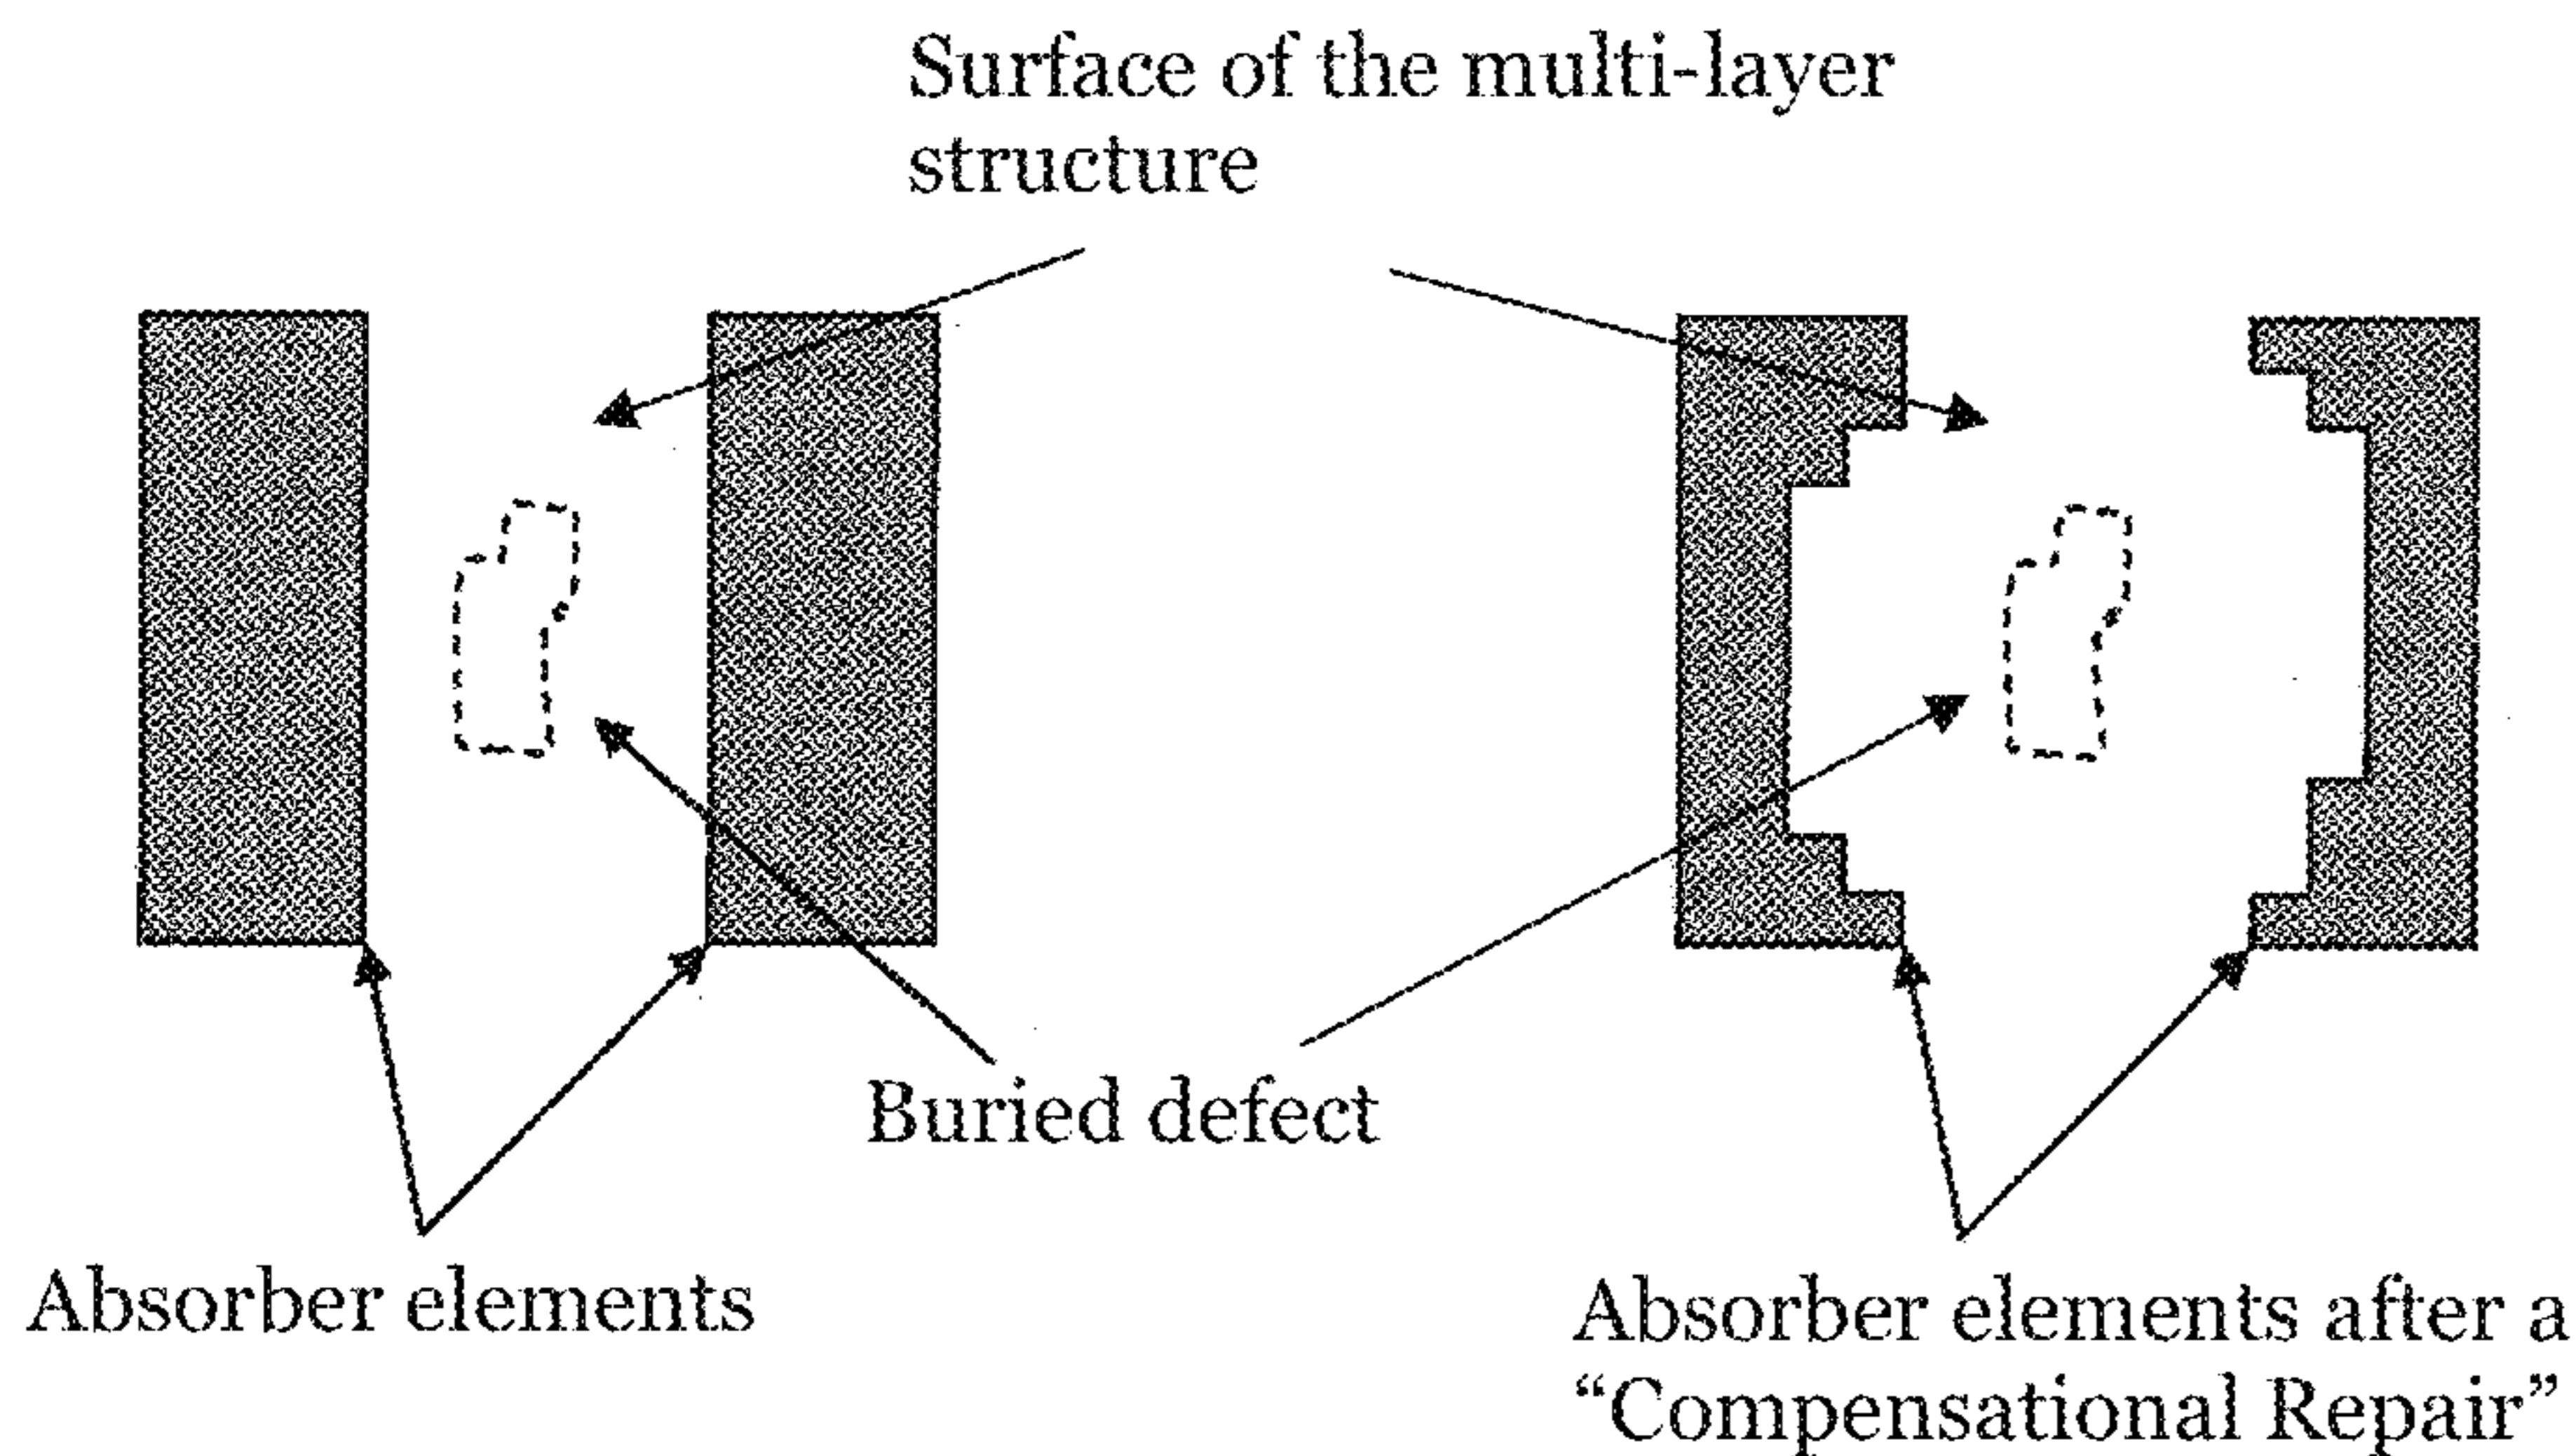 Surface of the multi-layer
structure
Buried defect
Absorber elements
Absorber elements after a
“Compensational Repair”